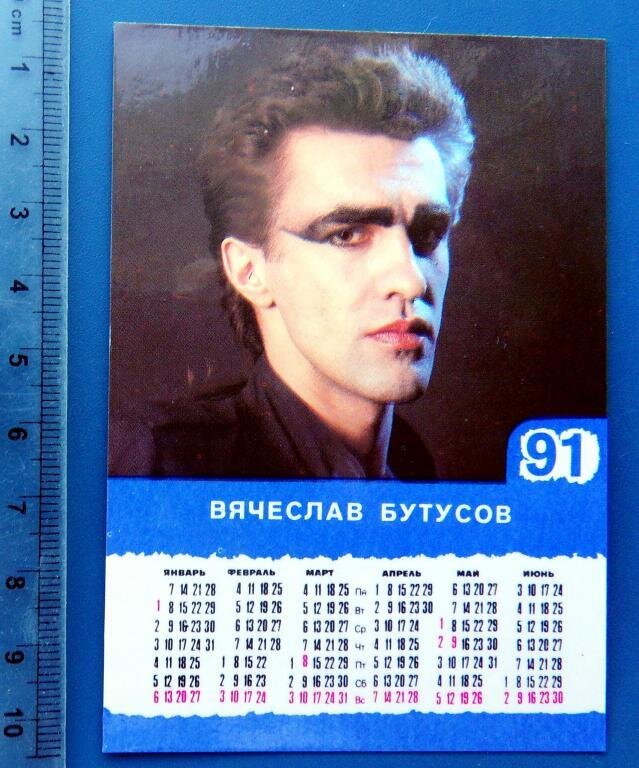 cm
1
2
3
4
5
6
7
8
9
10
91
ВЯЧЕСЛАВ БУТУСОВ
ЯНВАРЬ ФЕВРАЛЬ МАРТ АПРЕЛЬ МАЙ ИЮНЬ
7 14 21 28 4 11 18 25 4 11 18 25 Пн 1 8 15 22 29 6 13 20 27 3 10 17 24
1 8 15 22 29 5 12 19 26 5 12 19 26 Вт 2 9 16 23 30 7 14 21 28 4 11 18 25
2 9 16 23 30 6 13 20 27 6 13 20 27 Ср 3 10 17 24 1 8 15 22 29 5 12 19 26
3 10 17 24 31 7 14 21 28 7 14 21 28 Чт 4 11 18 25 2 9 16 23 30 6 13 20 27
4 11 18 25 1 8 15 22 1 8 15 22 29 Пт 5 12 19 26 3 10 17 24 31 7 14 21 28
5 12 19 26 2 9 16 23 2 9 16 23 30 Сб 6 13 20 27 4 11 18 25 1 8 15 22 29
6 13 20 27 3 10 17 24 3 10 17 24 31 Вс 7 14 21 28 5 12 19 26 2 9 16 23 30